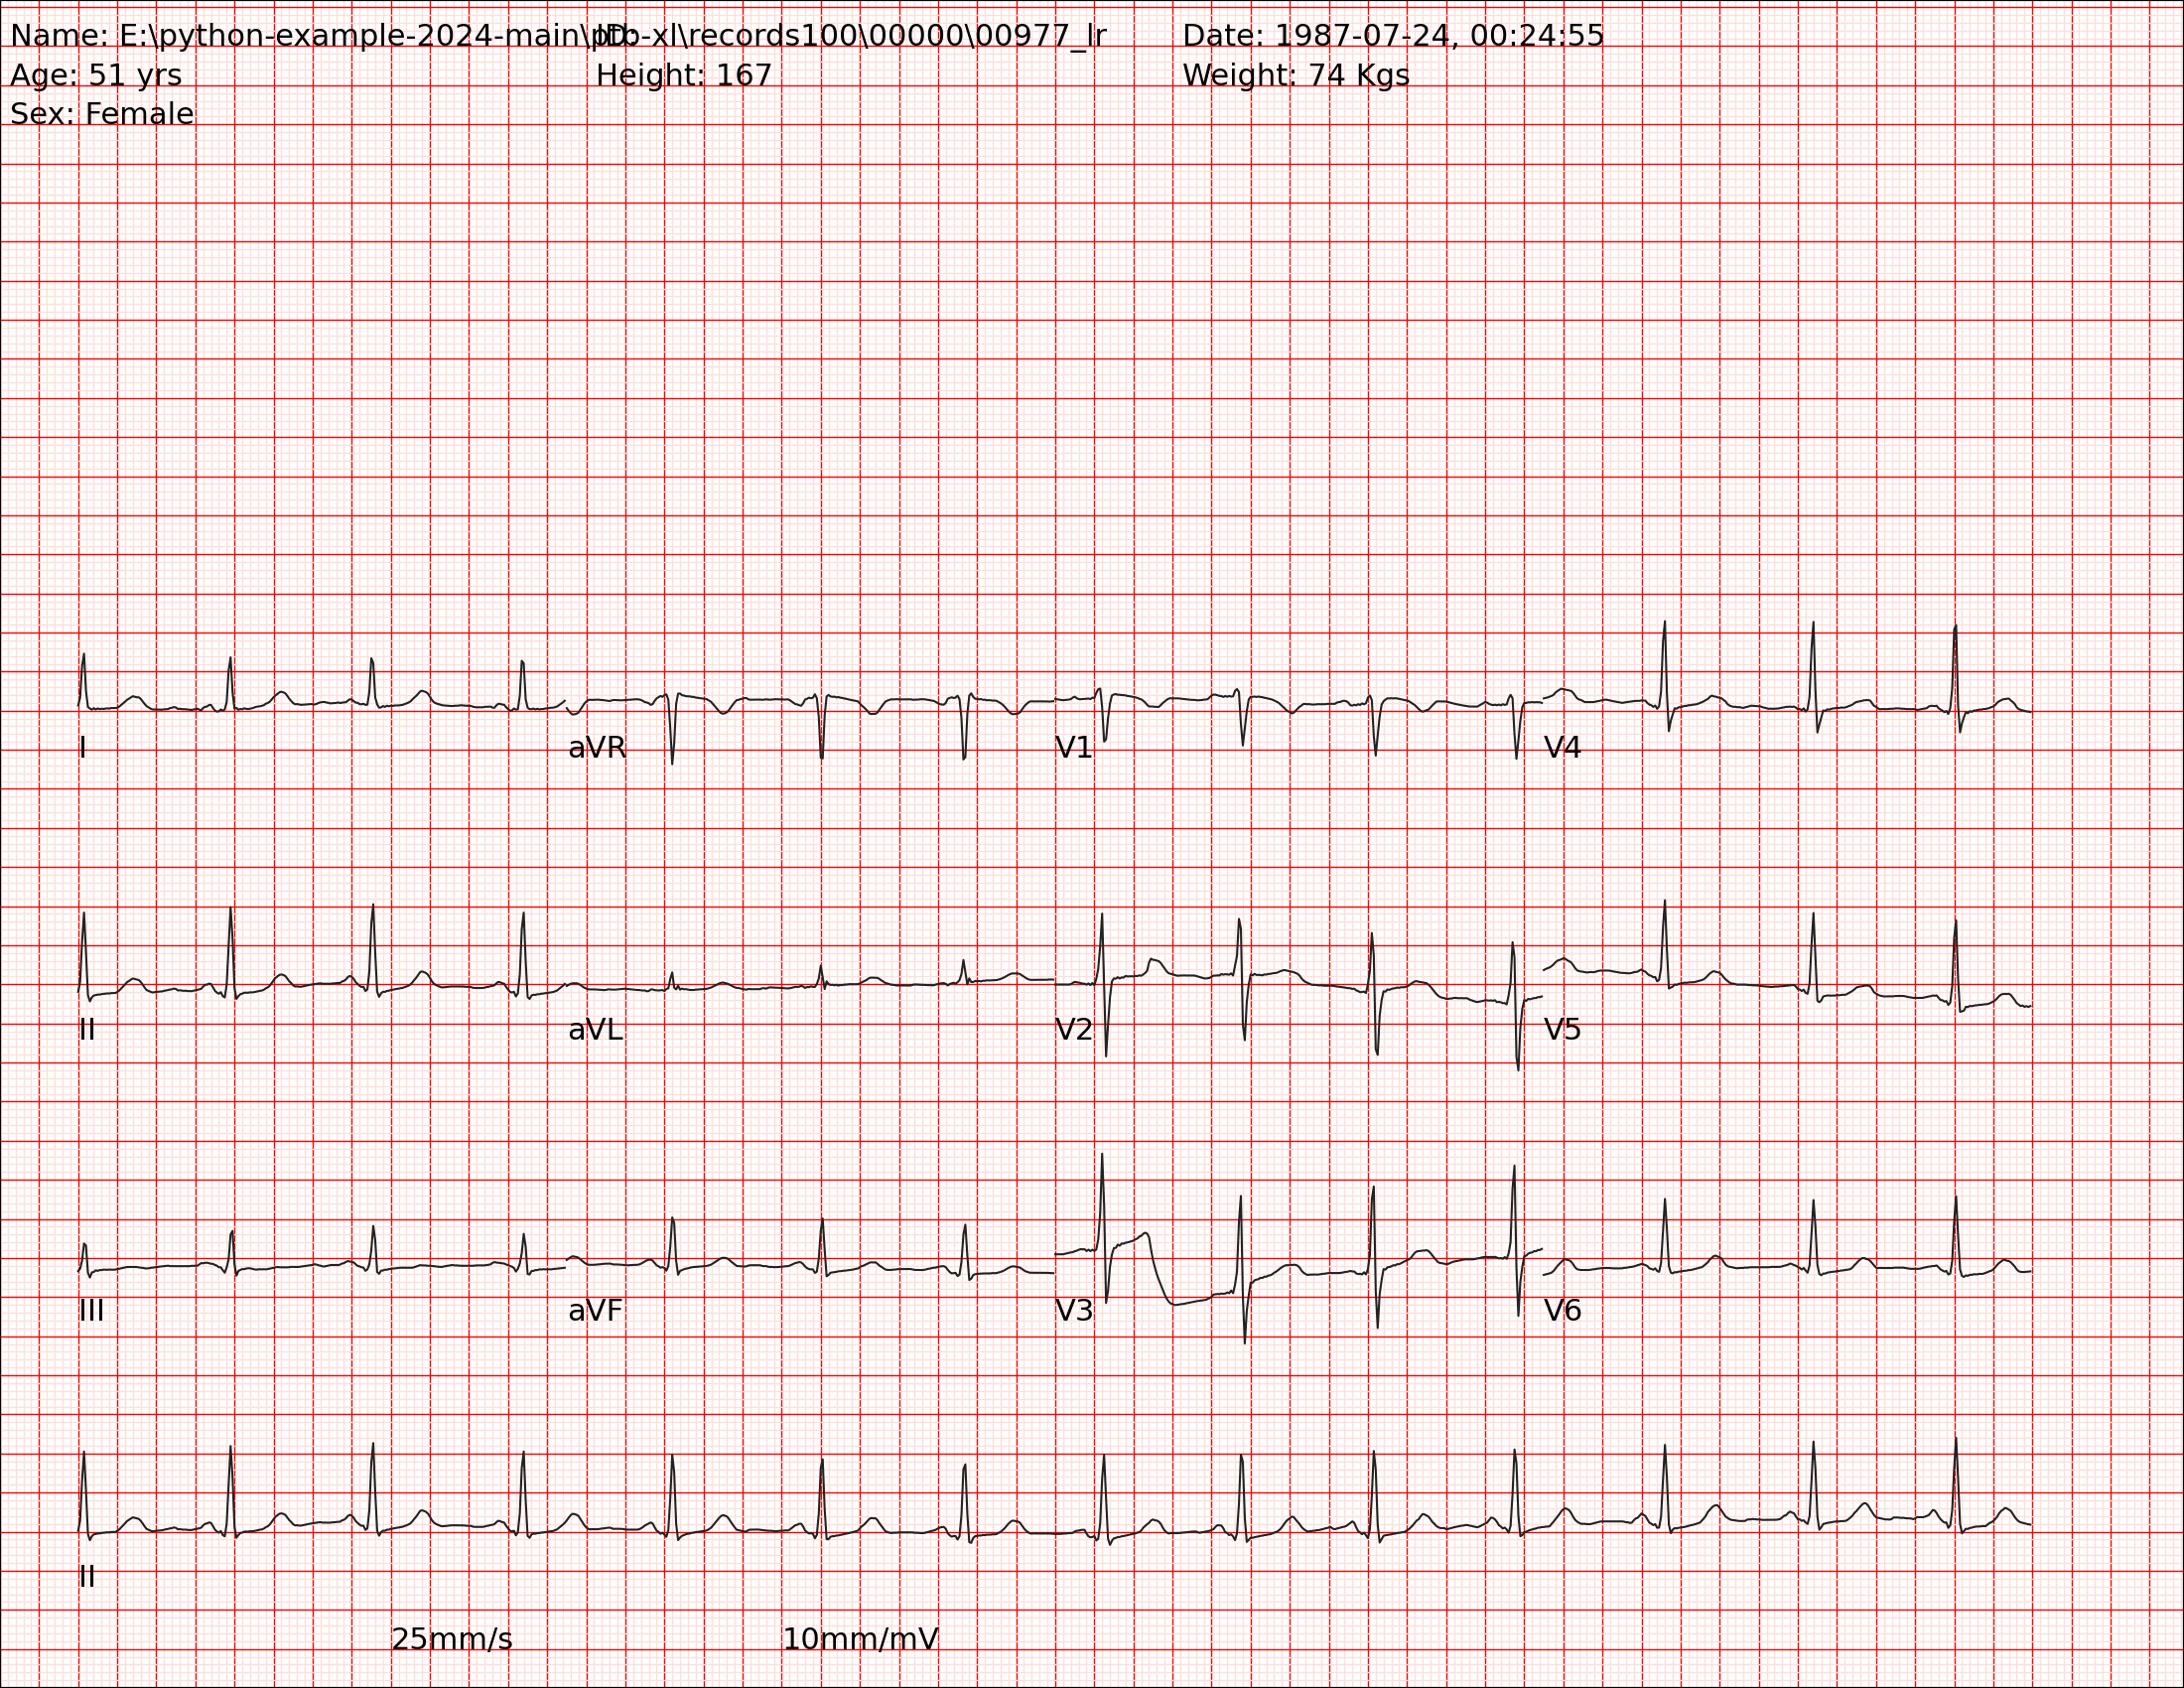 Name: E:\python-example-2024-main\ptb-xl\records100\00000\00977_lr ID: Date: 1987-07-24, 00:24:55
Age: 51 yrs Height: 167 Weight: 74 Kgs
Sex: Female
I aVR V1 V4
II aVL V2 V5
III aVF V3 V6
II
25mm/s 10mm/mV